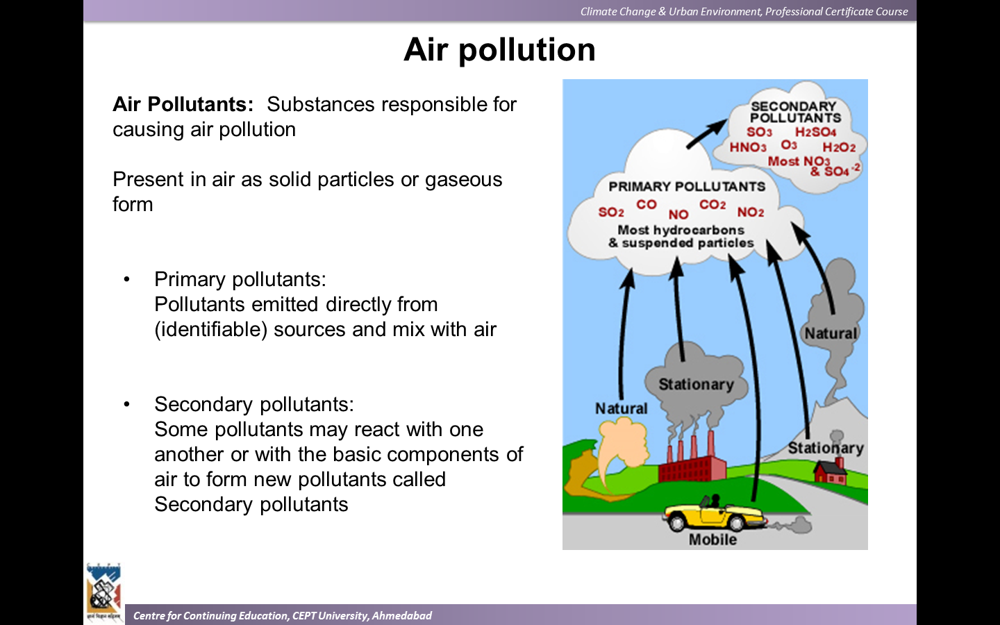 Climate Change & Urban Environment, Professional Certificate Course
Air pollution
Air Pollutants: Substances responsible for
causing air pollution
Present in air as solid particles or gaseous
form
• Primary pollutants:
Pollutants emitted directly from
(identifiable) sources and mix with air
• Secondary pollutants:
Some pollutants may react with one
another or with the basic components of
air to form new pollutants called
Secondary pollutants
SECONDARY
POLLUTANTS
SO3 H2SO4
HNO3 O3 H2O2
Most NO3
& SO4-2
PRIMARY POLLUTANTS
SO2 CO NO CO2 NO2
Most hydrocarbons
& suspended particles
Natural
Stationary
Natural
Stationary
Mobile
Centre for Continuing Education, CEPT University, Ahmedabad